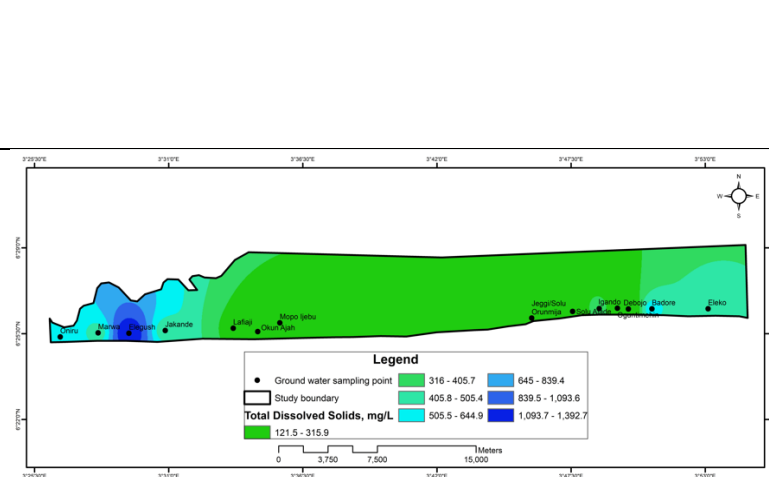 3°25'30"E 3°31'0"E 3°36'30"E 3°42'0"E 3°47'30"E 3°53'0"E
N
W E
S
6°29'0"N 6°29'0"N
Jeggi/Solu Igando Debojo Badore Eleko
Mopo Ijebu Orunmija Solu Alade
Oniru Marwa Jakande Lafiaji
Okun Ajah
6°25'30"N
Legend
Ground water sampling point 316 - 405.7 645 - 839.4
Study boundary 405.8 - 505.4 839.5 - 1,093.6
Total Dissolved Solids, mg/L 505.5 - 644.9 1,093.7 - 1,392.7
121.5 - 315.9
6°22'0"N
Meters
0 3,750 7,500 15,000
3°25'30"E 3°31'0"E 3°36'30"E 3°42'0"E 3°47'30"E 3°53'0"E